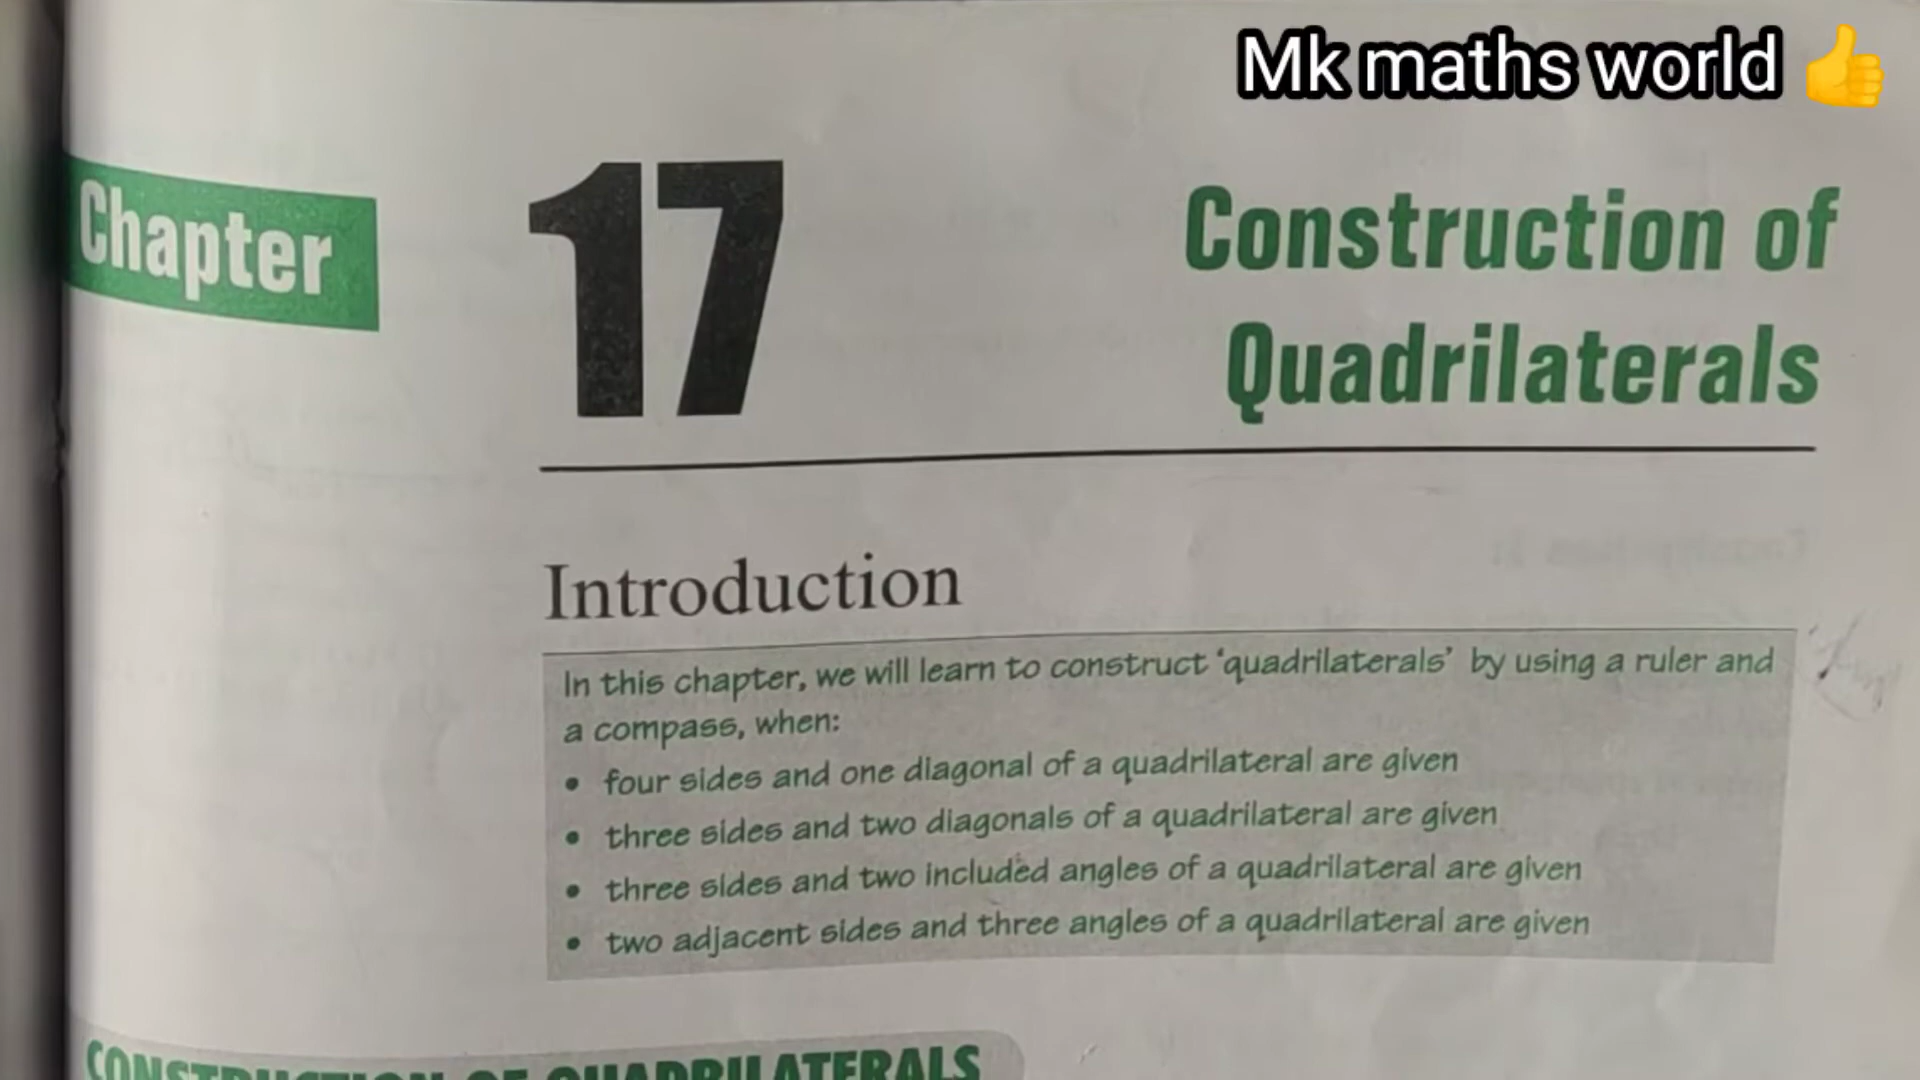 Mk maths world 👍
Chapter
17
Construction of
Quadrilaterals
Introduction
In this chapter, we will learn to construct 'quadrilaterals' by using a ruler and
a compass, when:
• four sides and one diagonal of a quadrilateral are given
• three sides and two diagonals of a quadrilateral are given
• three sides and two included angles of a quadrilateral are given
• two adjacent sides and three angles of a quadrilateral are given
CONSTRUCTION OF QUADRILATERALS